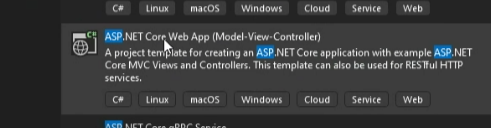 C# Linux macOS Windows Cloud Service Web
C#
ASP.NET Core Web App (Model-View-Controller)
A project template for creating an ASP.NET Core application with example ASP.NET
Core MVC Views and Controllers. This template can also be used for RESTful HTTP
services.
C# Linux macOS Windows Cloud Service Web
ASP.NET Core gRPC Service